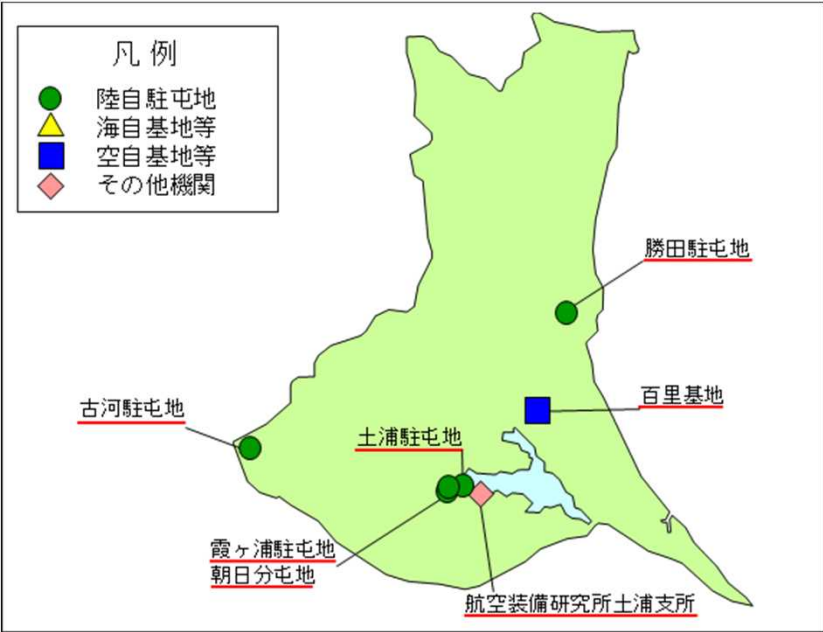 凡例
陸自駐屯地
海自基地等
空自基地等
その他機関
勝田駐屯地
百里基地
古河駐屯地
土浦駐屯地
霞ヶ浦駐屯地
朝日分屯地
航空装備研究所土浦支所